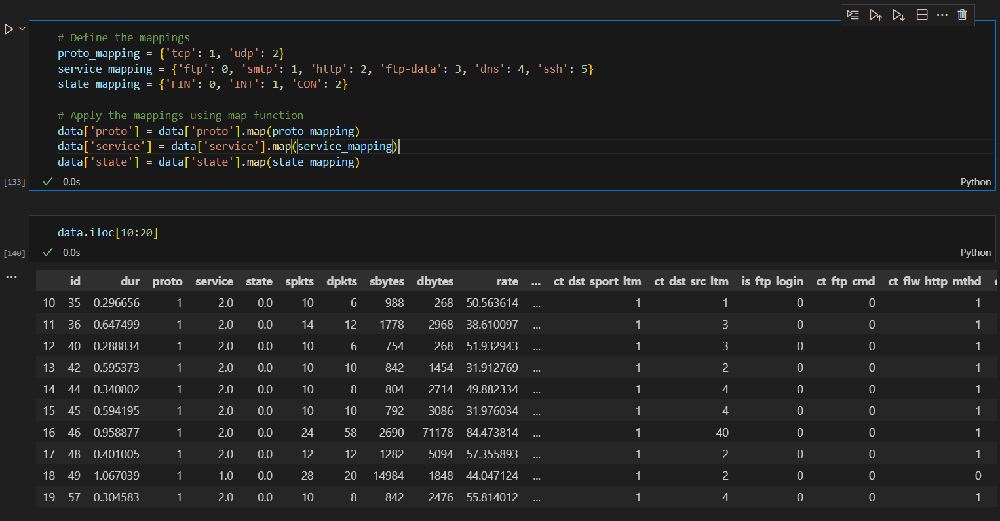 # Define the mappings
proto_mapping = {'tcp': 1, 'udp': 2}
service_mapping = {'ftp': 0, 'smtp': 1, 'http': 2, 'ftp-data': 3, 'dns': 4, 'ssh': 5}
state_mapping = {'FIN': 0, 'INT': 1, 'CON': 2}
# Apply the mappings using map function
data['proto'] = data['proto'].map(proto_mapping)
data['service'] = data['service'].map(service_mapping)
data['state'] = data['state'].map(state_mapping)
[133] 0.0s Python
data.iloc[10:20]
[140] 0.0s Python
... id dur proto service state spkts dpkts sbytes dbytes rate ... ct_dst_sport_ltm ct_dst_src_ltm is_ftp_login ct_ftp_cmd ct_flw_http_mthd
10 35 0.296656 1 2.0 0.0 10 6 988 268 50.563614 ... 1 1 0 0 1
11 36 0.647499 1 2.0 0.0 14 12 1778 2968 38.610097 ... 1 3 0 0 1
12 40 0.288834 1 2.0 0.0 10 6 754 268 51.932943 ... 1 3 0 0 1
13 42 0.595373 1 2.0 0.0 10 10 842 1454 31.912769 ... 1 2 0 0 1
14 44 0.340802 1 2.0 0.0 10 8 804 2714 49.882334 ... 1 4 0 0 1
15 45 0.594195 1 2.0 0.0 10 10 792 3086 31.976034 ... 1 4 0 0 1
16 46 0.958877 1 2.0 0.0 24 58 2690 71178 84.473814 ... 1 40 0 0 1
17 48 0.401005 1 2.0 0.0 12 12 1282 5094 57.355893 ... 1 2 0 0 1
18 49 1.067039 1 1.0 0.0 28 20 14984 1848 44.047124 ... 1 2 0 0 0
19 57 0.304583 1 2.0 0.0 10 8 842 2476 55.814012 ... 1 4 0 0 1